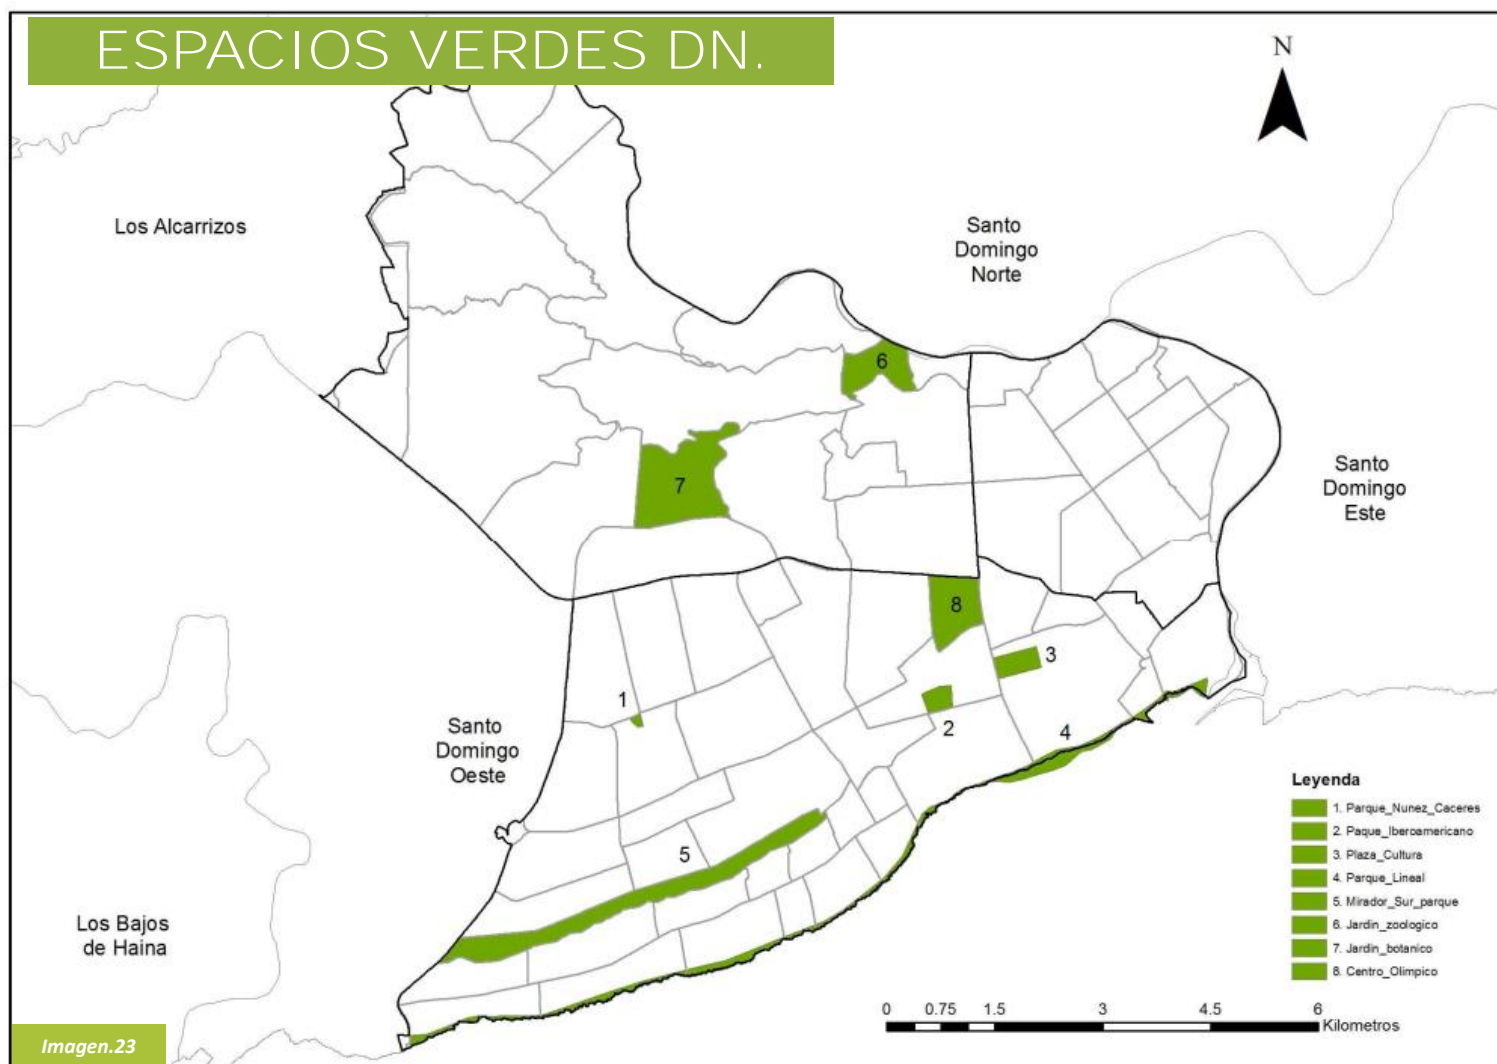 ESPACIOS VERDES DN.
N
Los Alcarrizos
Santo
Domingo
Norte
6
Santo
Domingo
Este
7
8
3
1
2
4
Santo
Domingo
Oeste
5
Los Bajos
de Haina
Leyenda
1. Parque_Nunez_Caceres
2. Paque_Iberoamericano
3. Plaza_Cultura
4. Parque_Lineal
5. Mirador_Sur_parque
6. Jardin_zoologico
7. Jardin_botanico
8. Centro_Olimpico
0 0.75 1.5 3 4.5 6
Kilometros
Imagen.23